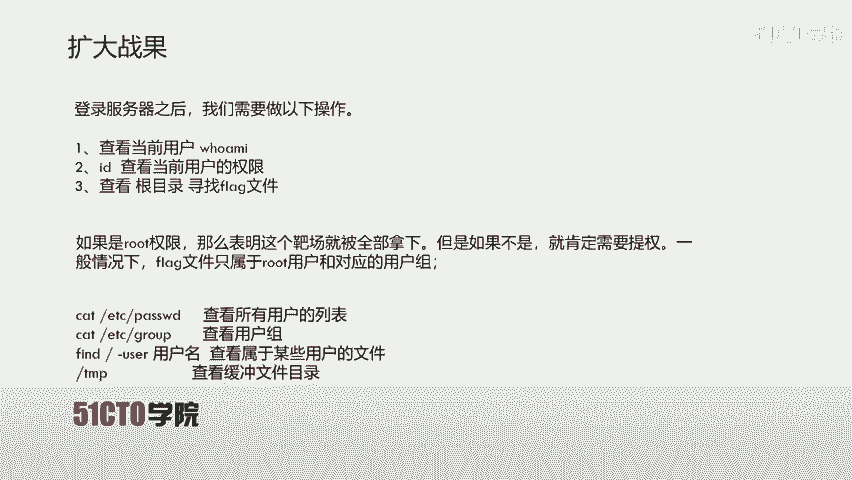 扩大战果
登录服务器之后，我们需要做以下操作。
1、查看当前用户 whoami
2、id 查看当前用户的权限
3、查看 根目录 寻找flag文件
如果是root权限，那么表明这个靶场就被全部拿下。但是如果不是，就肯定需要提权。一
般情况下，flag文件只属于root用户和对应的用户组；
cat /etc/passwd 查看所有用户的列表
cat /etc/group 查看用户组
find / -user 用户名 查看属于某些用户的文件
/tmp 查看缓冲文件目录
51CTO学院